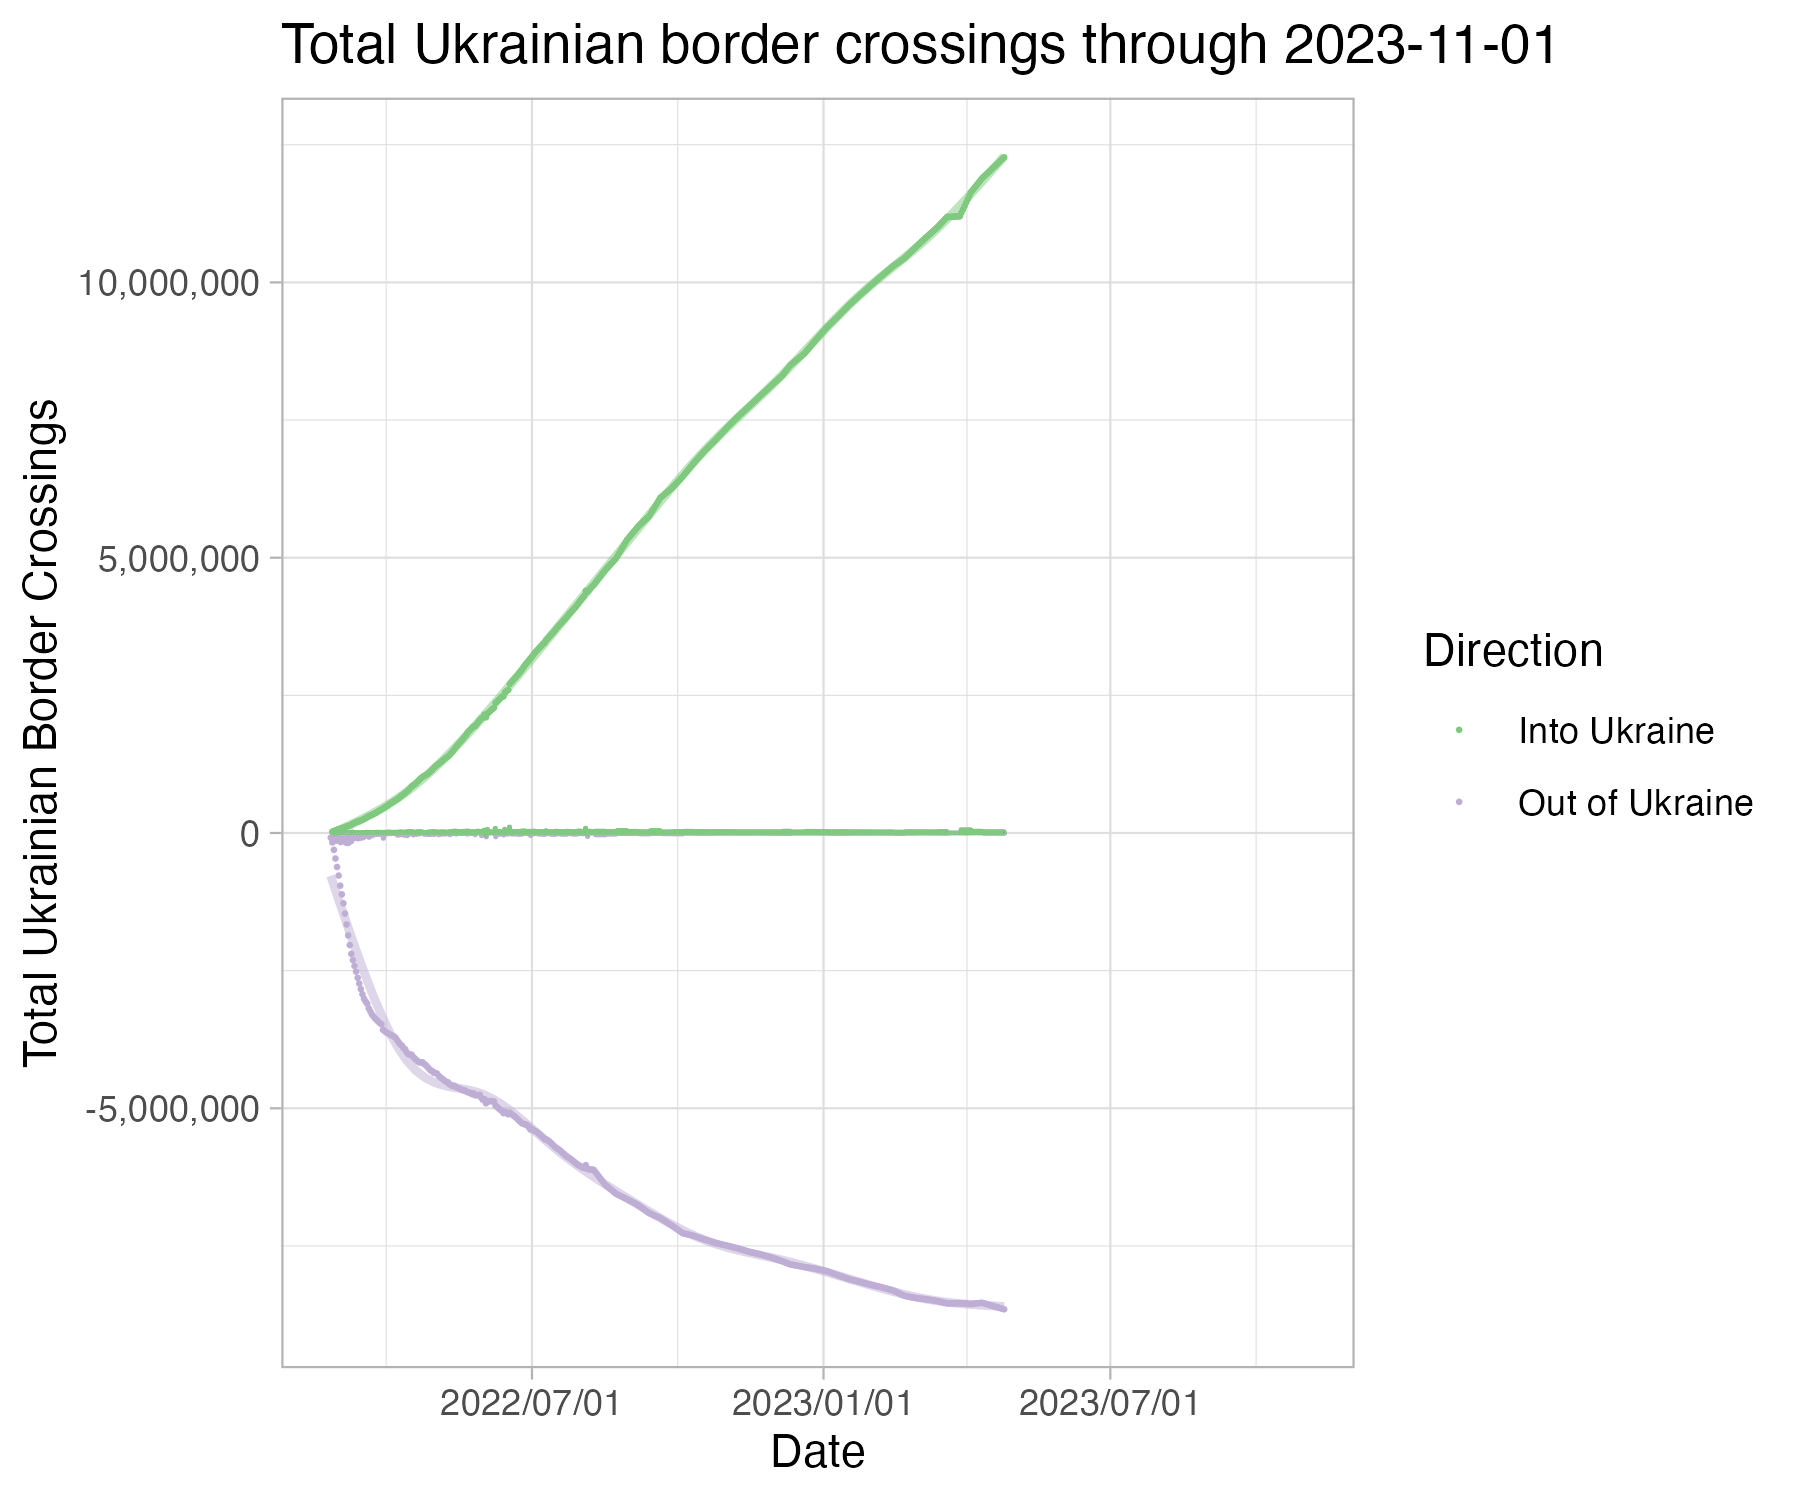 Total Ukrainian border crossings through 2023-11-01
Total Ukrainian Border Crossings
10,000,000
5,000,000
0
-5,000,000
2022/07/01
2023/01/01
2023/07/01
Date
Direction
Into Ukraine
Out of Ukraine